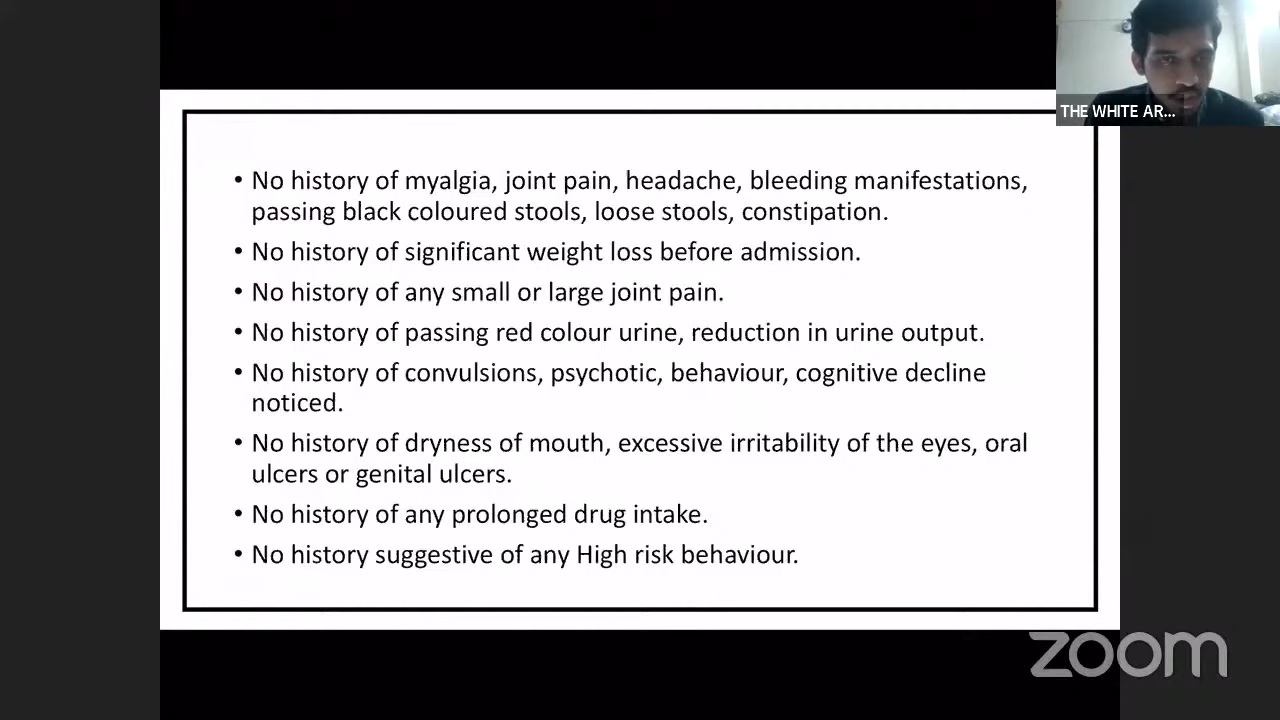 THE WHITE AR...
• No history of myalgia, joint pain, headache, bleeding manifestations,
passing black coloured stools, loose stools, constipation.
• No history of significant weight loss before admission.
• No history of any small or large joint pain.
• No history of passing red colour urine, reduction in urine output.
• No history of convulsions, psychotic, behaviour, cognitive decline
noticed.
• No history of dryness of mouth, excessive irritability of the eyes, oral
ulcers or genital ulcers.
• No history of any prolonged drug intake.
• No history suggestive of any High risk behaviour.
zoom